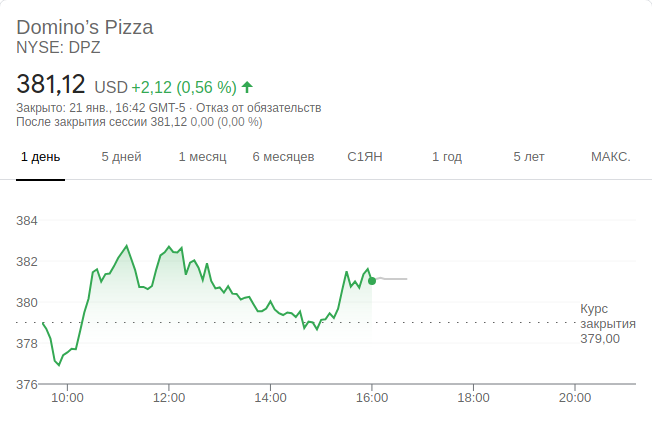 Domino’s Pizza
NYSE: DPZ
381,12 USD +2,12 (0,56 %)
Закрыто: 21 янв., 16:42 GMT-5 · Отказ от обязательств
После закрытия сессии 381,12 0,00 (0,00 %)
1 день 5 дней 1 месяц 6 месяцев С1ЯН 1 год 5 лет МАКС.
384
382
380
Курс
закрытия
379,00
378
376
10:00 12:00 14:00 16:00 18:00 20:00